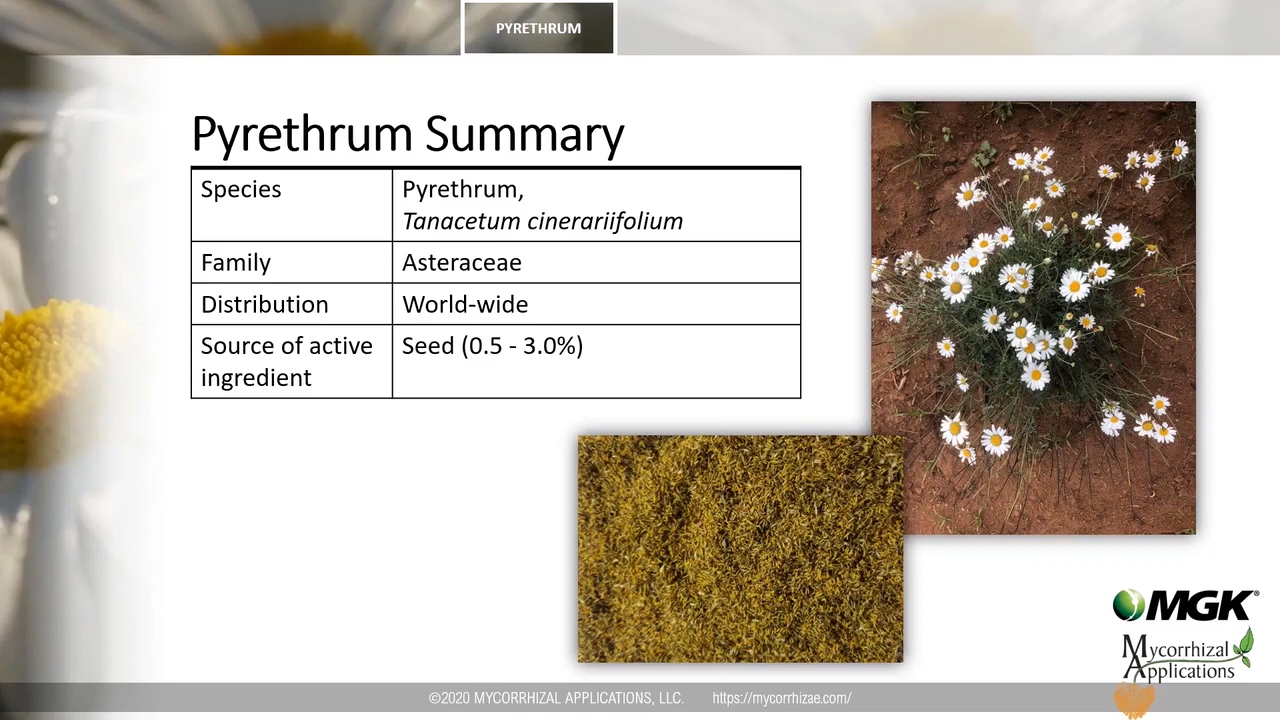 PYRETHRUM
Pyrethrum Summary
Species
Pyrethrum,
Tanacetum cinerariifolium
Family
Asteraceae
Distribution
World-wide
Source of active
ingredient
Seed (0.5 - 3.0%)
MGK®
Mycorrhizal
Applications
©2020 MYCORRHIZAL APPLICATIONS, LLC. https://mycorrhizae.com/